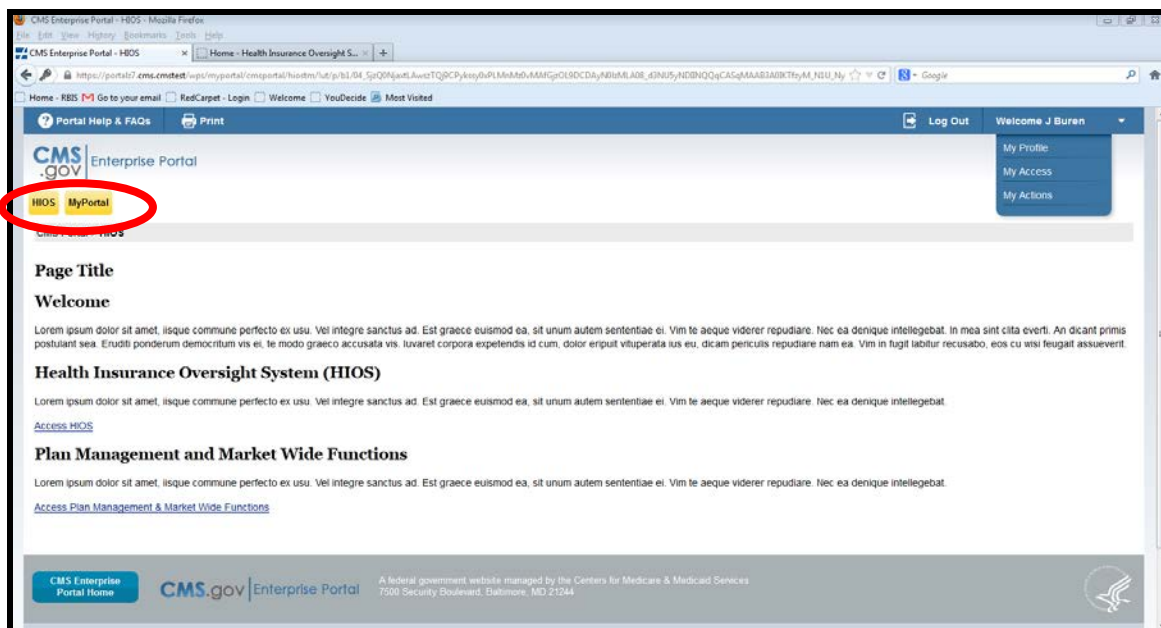 CMS Enterprise Portal - HIOS - Mozilla Firefox
File Edit View History Bookmarks Tools Help
CMS Enterprise Portal - HIOS × Home - Health Insurance Oversight S... × +
Google
Home - RBIS Go to your email RedCarpet - Login Welcome YouDecide Most Visited
Portal Help & FAQs Print Log Out Welcome J Buren
My Profile
My Access
My Actions
CMS.gov Enterprise Portal
HIOS MyPortal
HIOS
Page Title
Welcome
Lorem ipsum dolor sit amet, iisque commune perfecto ex usu. Vel integre sanctus ad. Est graece euismod ea, sit unum autem sententiae ei. Vim te aeque viderer repudiare. Nec ea denique intellegebat. In mea sint clita everti. An dicant primis
postulant sea. Eruditi ponderum democritum vis ei, te modo graeco accusata vis. Iuvaret corpora expetendis id cum, dolor eripuit vituperata ius eu, dicam periculis repudiare nam ea. Vim in fugit labitur recusabo, eos cu wisi feugait assueverit.
Health Insurance Oversight System (HIOS)
Lorem ipsum dolor sit amet, iisque commune perfecto ex usu. Vel integre sanctus ad. Est graece euismod ea, sit unum autem sententiae ei. Vim te aeque viderer repudiare. Nec ea denique intellegebat.
Access HIOS
Plan Management and Market Wide Functions
Lorem ipsum dolor sit amet, iisque commune perfecto ex usu. Vel integre sanctus ad. Est graece euismod ea, sit unum autem sententiae ei. Vim te aeque viderer repudiare. Nec ea denique intellegebat.
Access Plan Management & Market Wide Functions
CMS Enterprise
Portal Home
CMS.gov Enterprise Portal
A federal government website managed by the Centers for Medicare & Medicaid Services
7500 Security Boulevard, Baltimore, MD 21244